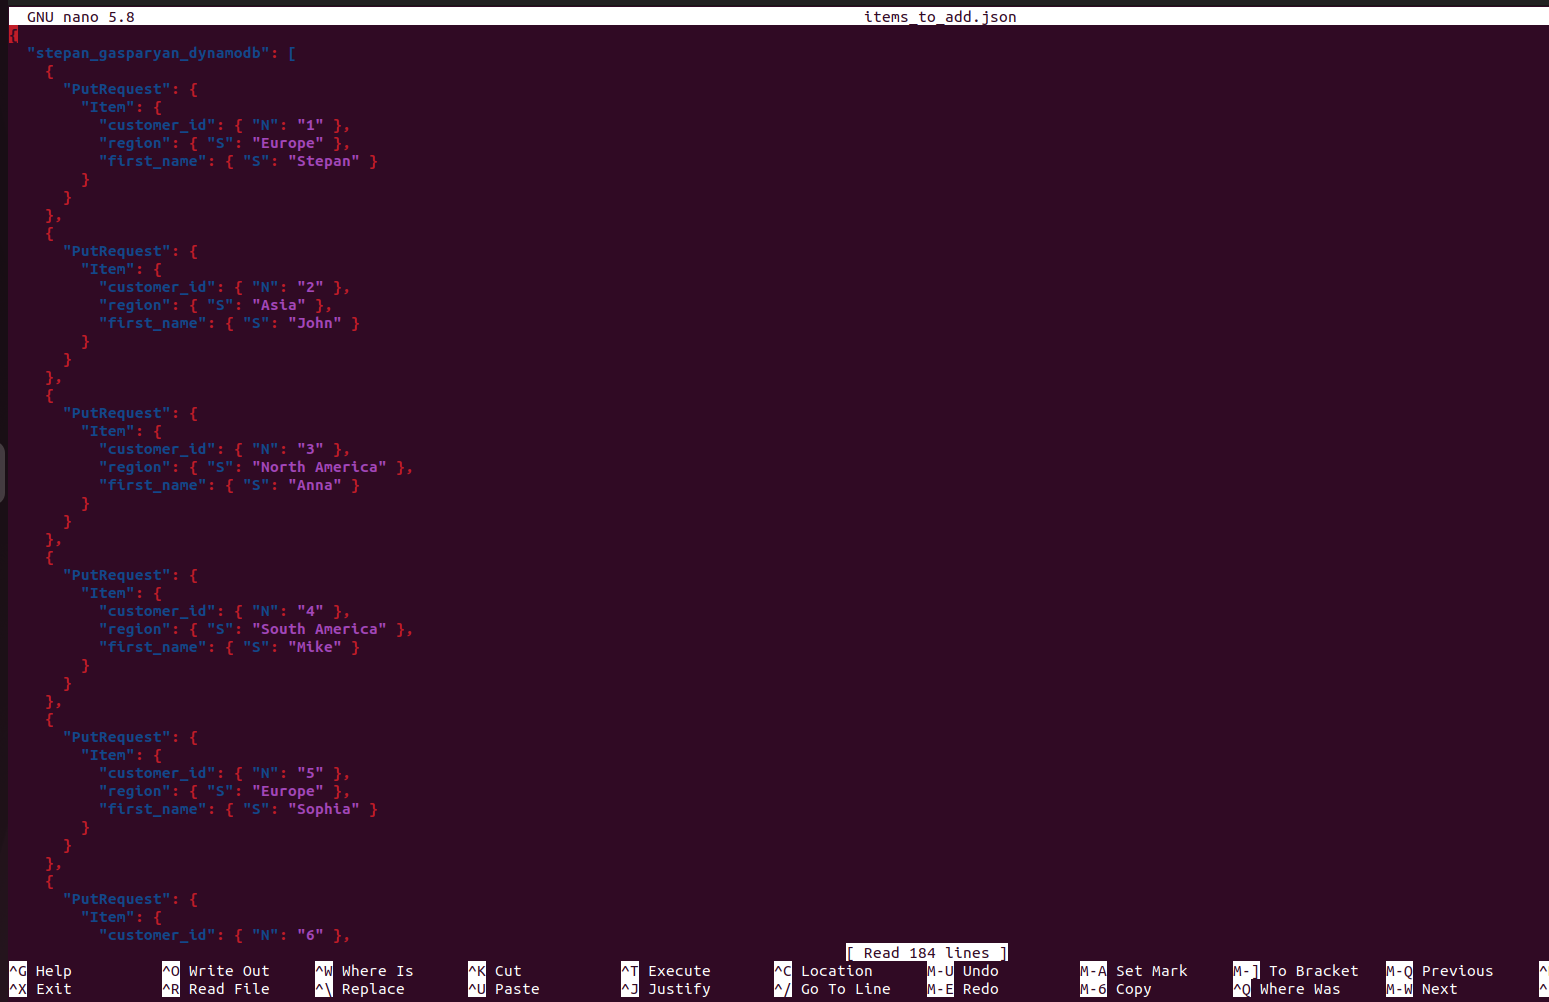 GNU nano 5.8 items_to_add.json
{
  "stepan_gasparyan_dynamodb": [
    {
      "PutRequest": {
        "Item": {
          "customer_id": { "N": "1" },
          "region": { "S": "Europe" },
          "first_name": { "S": "Stepan" }
        }
      }
    },
    {
      "PutRequest": {
        "Item": {
          "customer_id": { "N": "2" },
          "region": { "S": "Asia" },
          "first_name": { "S": "John" }
        }
      }
    },
    {
      "PutRequest": {
        "Item": {
          "customer_id": { "N": "3" },
          "region": { "S": "North America" },
          "first_name": { "S": "Anna" }
        }
      }
    },
    {
      "PutRequest": {
        "Item": {
          "customer_id": { "N": "4" },
          "region": { "S": "South America" },
          "first_name": { "S": "Mike" }
        }
      }
    },
    {
      "PutRequest": {
        "Item": {
          "customer_id": { "N": "5" },
          "region": { "S": "Europe" },
          "first_name": { "S": "Sophia" }
        }
      }
    },
    {
      "PutRequest": {
        "Item": {
          "customer_id": { "N": "6" },
[ Read 184 lines ]
^G Help ^O Write Out ^W Where Is ^K Cut ^T Execute ^C Location M-U Undo M-A Set Mark M-] To Bracket M-Q Previous
^X Exit ^R Read File ^\ Replace ^U Paste ^J Justify ^/ Go To Line M-E Redo M-6 Copy ^Q Where Was M-W Next